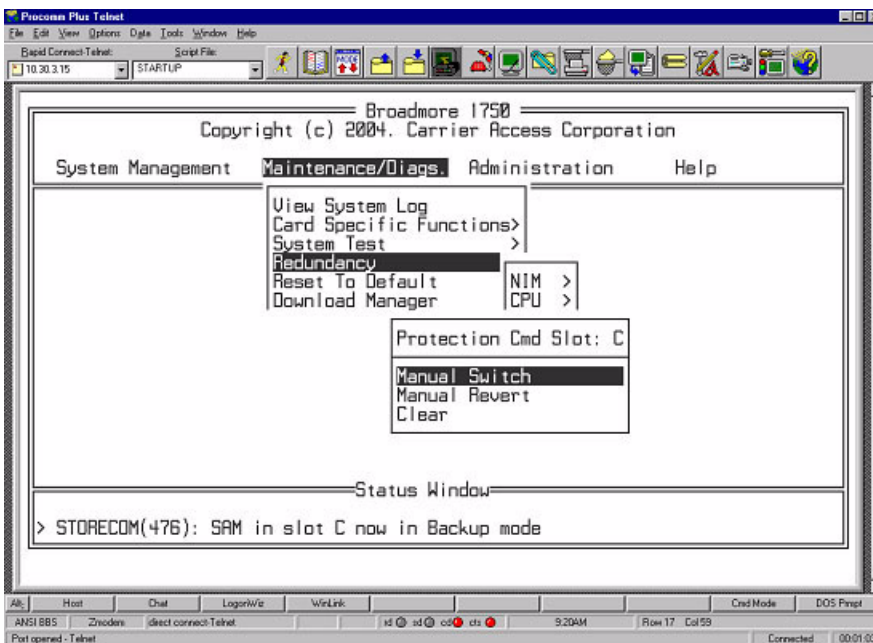 Procomm Plus Telnet
File Edit View Options Data Tools Window Help
Rapid Connect-Telnet: Script File:
10.30.3.15 STARTUP
Broadmore 1750
Copyright (c) 2004. Carrier Access Corporation
System Management Maintenance/Diags. Administration Help
View System Log
Card Specific Functions>
System Test >
Redundancy
Reset To Default
Download Manager
NIM >
CPU >
Protection Cmd Slot: C
Manual Switch
Manual Revert
Clear
Status Window
> STORECOM(476): SAM in slot C now in Backup mode
Host Chat LogonWiz WinLink Cmd Mode DOS Prmpt
ANSI BBS Zmodem direct connect-Telnet rd sd cd cts 9:20AM Row 17 Col 59
Port opened - Telnet Connected